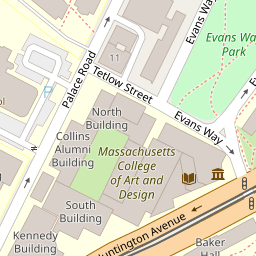 Evans Way
Palace Road
11
Evans Wa
Park
Tetlow Street
P
North
Building
Evans Way
Collins
Alumni
Building
Massachusetts
College
of Art and
Design
South
Building
Kennedy
Building
Huntington Avenue
Baker
Hall